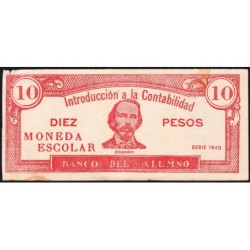 10 Introducción a la Contabilidad 10
DIEZ PESOS
MONEDA
ESCOLAR SERIE 1940
BANCO DEL ALUMNO